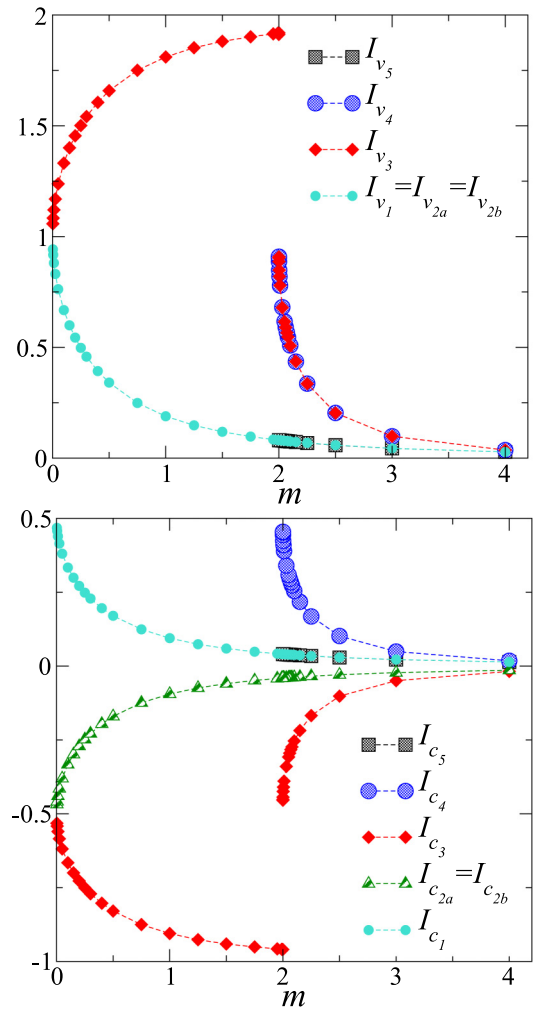 2
I_{v_5}
I_{v_4}
1.5
I_{v_3}
I_{v_1}=I_{v_{2a}}=I_{v_{2b}}
1
0.5
0
0 1 2 3 4
m
0.5
0
I_{c_5}
I_{c_4}
-0.5
I_{c_3}
I_{c_{2a}}=I_{c_{2b}}
I_{c_1}
-1
0 1 2 3 4
m